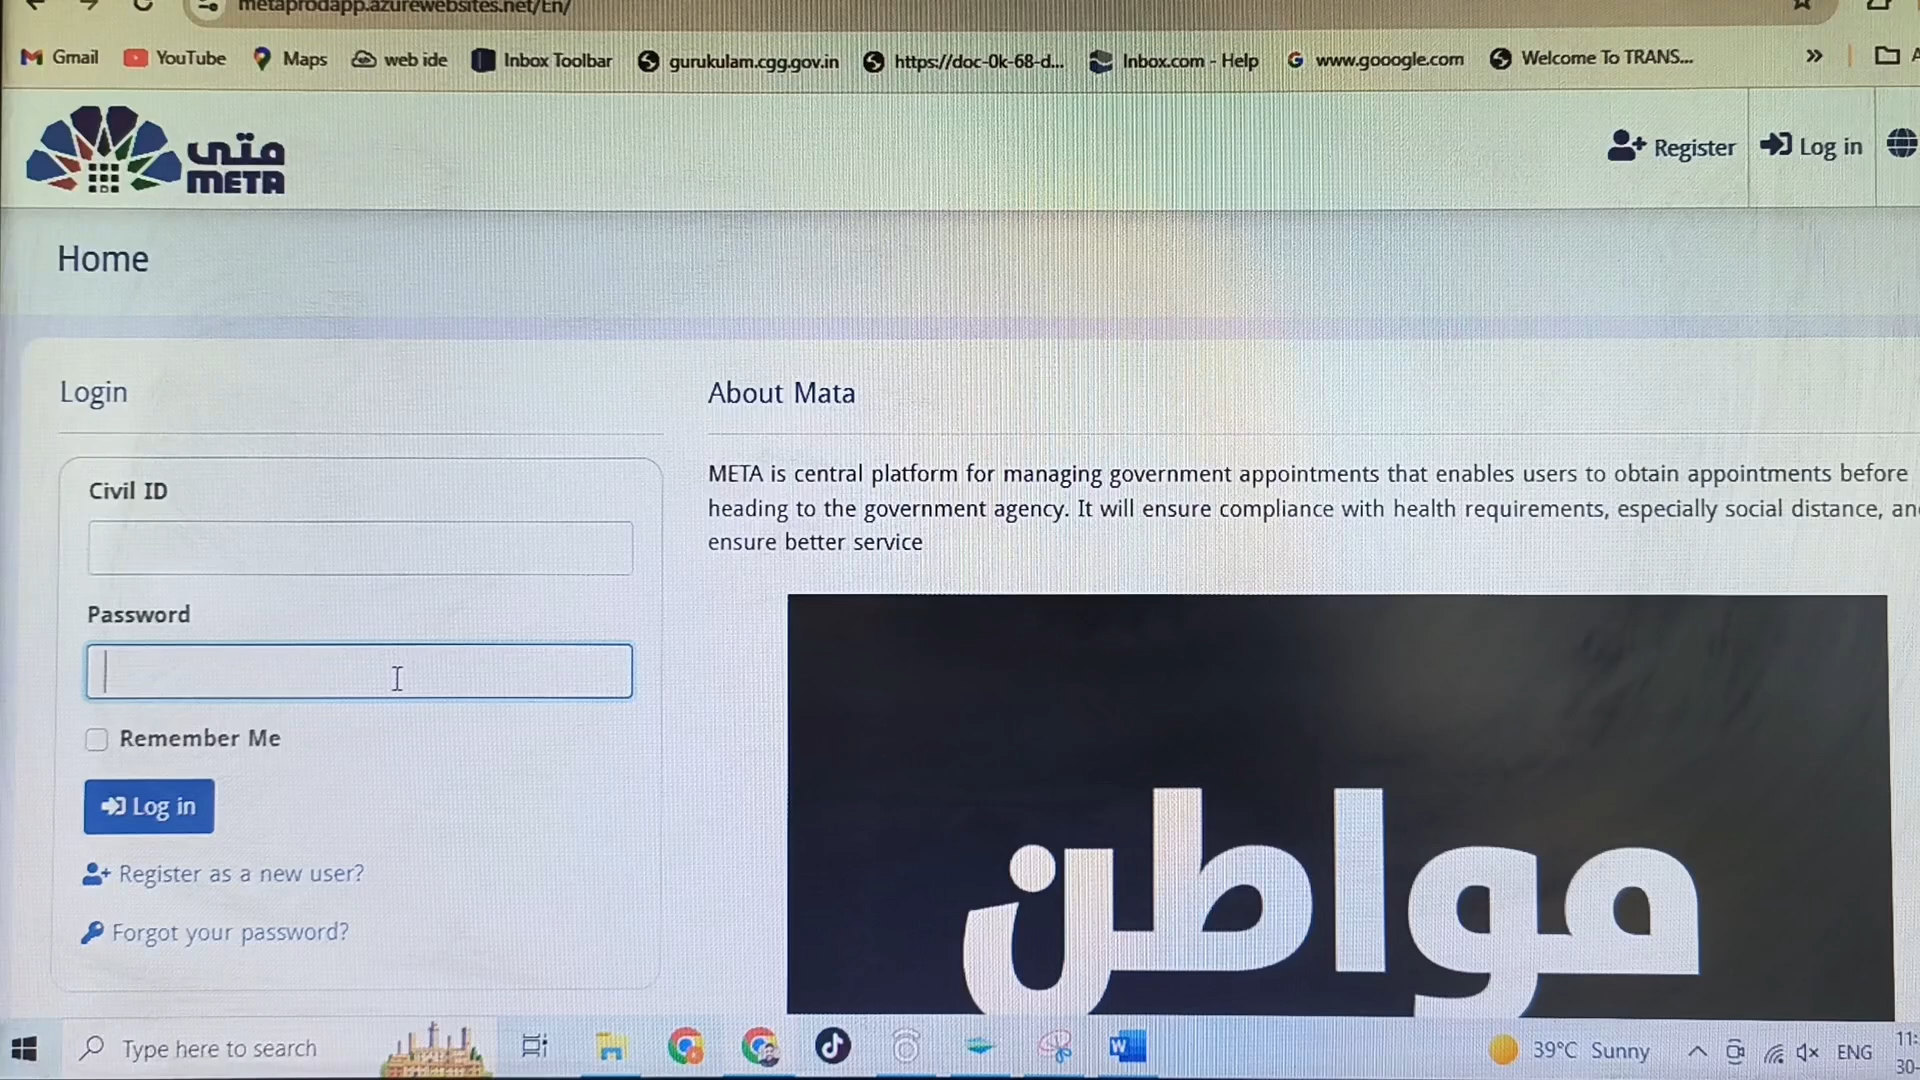 metaprodapp.azurewebsites.net/En/
Gmail YouTube Maps web ide Inbox Toolbar gurukulam.cgg.gov.in https://doc-0k-68-d... Inbox.com - Help www.gooogle.com Welcome To TRANS... »
متى
META
Register Log in
Home
Login
About Mata
Civil ID
META is central platform for managing government appointments that enables users to obtain appointments before
heading to the government agency. It will ensure compliance with health requirements, especially social distance,
ensure better service
Password
Remember Me
Log in
Register as a new user?
Forgot your password?
مواطن
Type here to search
39°C Sunny ENG